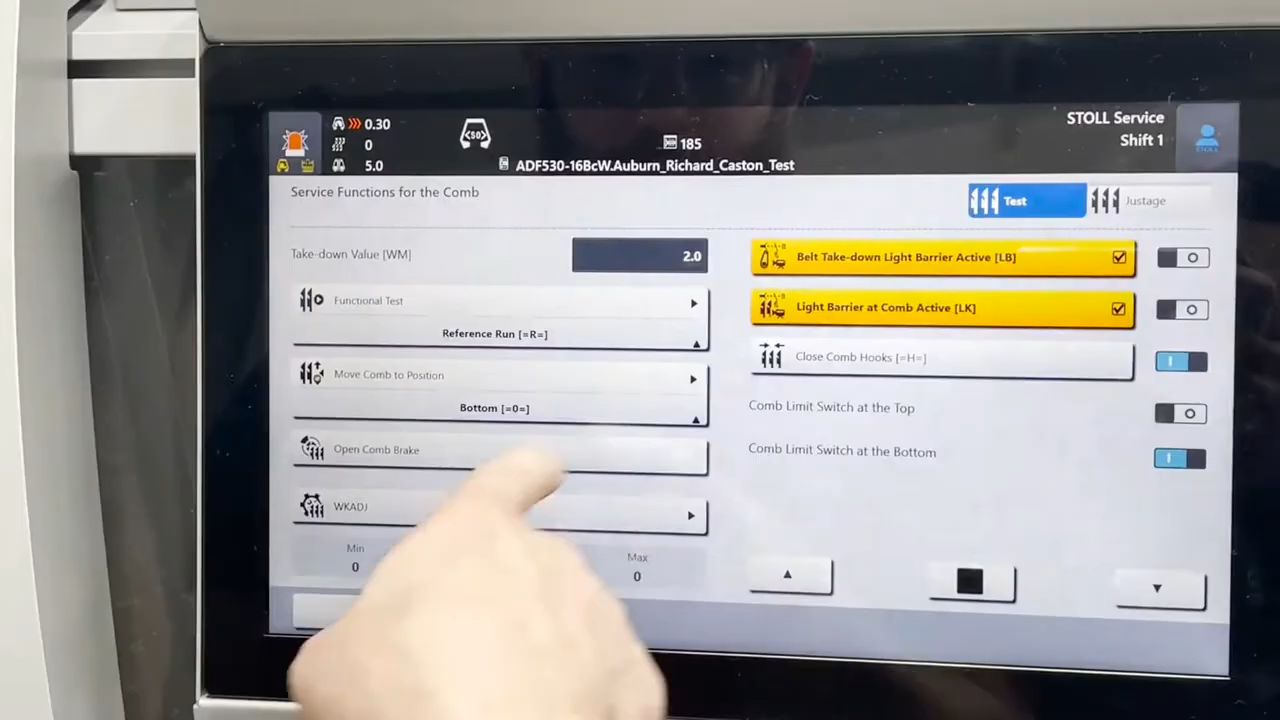 0.30
0
5.0
<S0>
185
ADF530-16BcW.Auburn_Richard_Caston_Test
STOLL Service
Shift 1
STOLL
Service Functions for the Comb
Test
Justage
Take-down Value [WM]
2.0
Functional Test
Reference Run [=R=]
Move Comb to Position
Bottom [=0=]
Open Comb Brake
WKADJ
Min
0
Max
0
Belt Take-down Light Barrier Active [LB]
Light Barrier at Comb Active [LK]
Close Comb Hooks [=H=]
Comb Limit Switch at the Top
Comb Limit Switch at the Bottom